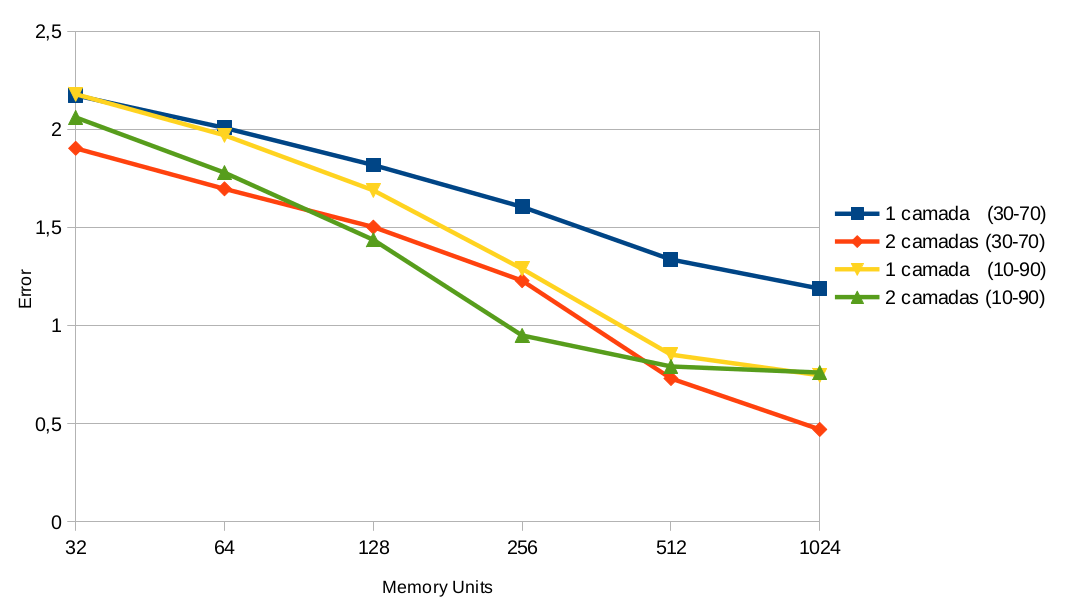 2,5
2
1,5
1
0,5
0
Error
32 64 128 256 512 1024
Memory Units
1 camada (30-70)
2 camadas (30-70)
1 camada (10-90)
2 camadas (10-90)